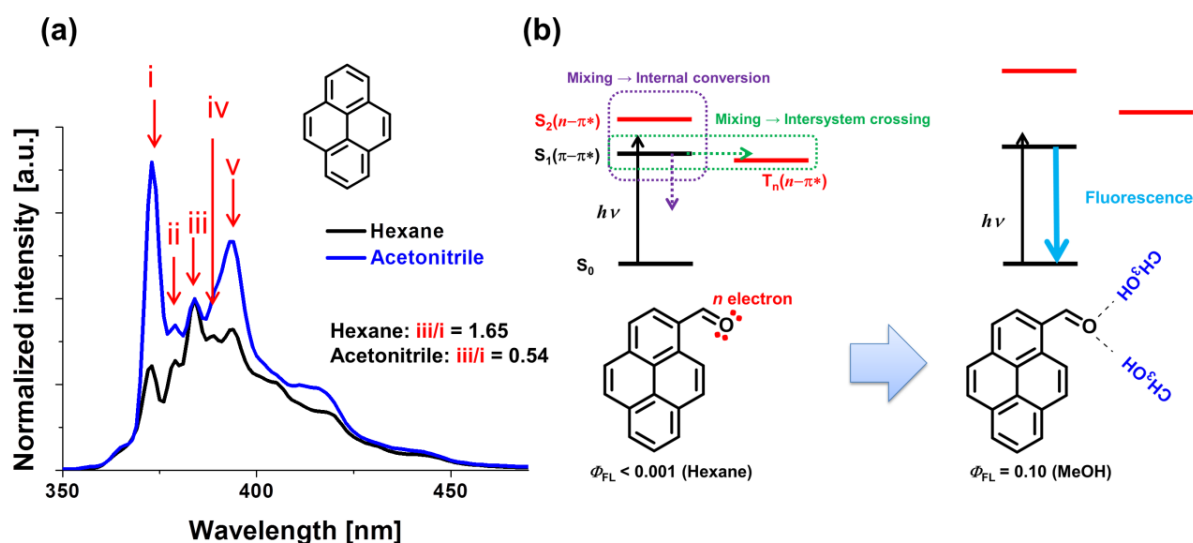 (a)
i
ii
iii
iv
v
Hexane
Acetonitrile
Hexane: iii/i = 1.65
Acetonitrile: iii/i = 0.54
Normalized intensity [a.u.]
350
400
450
Wavelength [nm]
(b)
Mixing → Internal conversion
S₂(n–π*)
Mixing → Intersystem crossing
S₁(π–π*)
Tₙ(n–π*)
hν
S₀
n electron
O
Φ_FL < 0.001 (Hexane)
hν
Fluorescence
CH₃OH
O
CH₃OH
Φ_FL = 0.10 (MeOH)